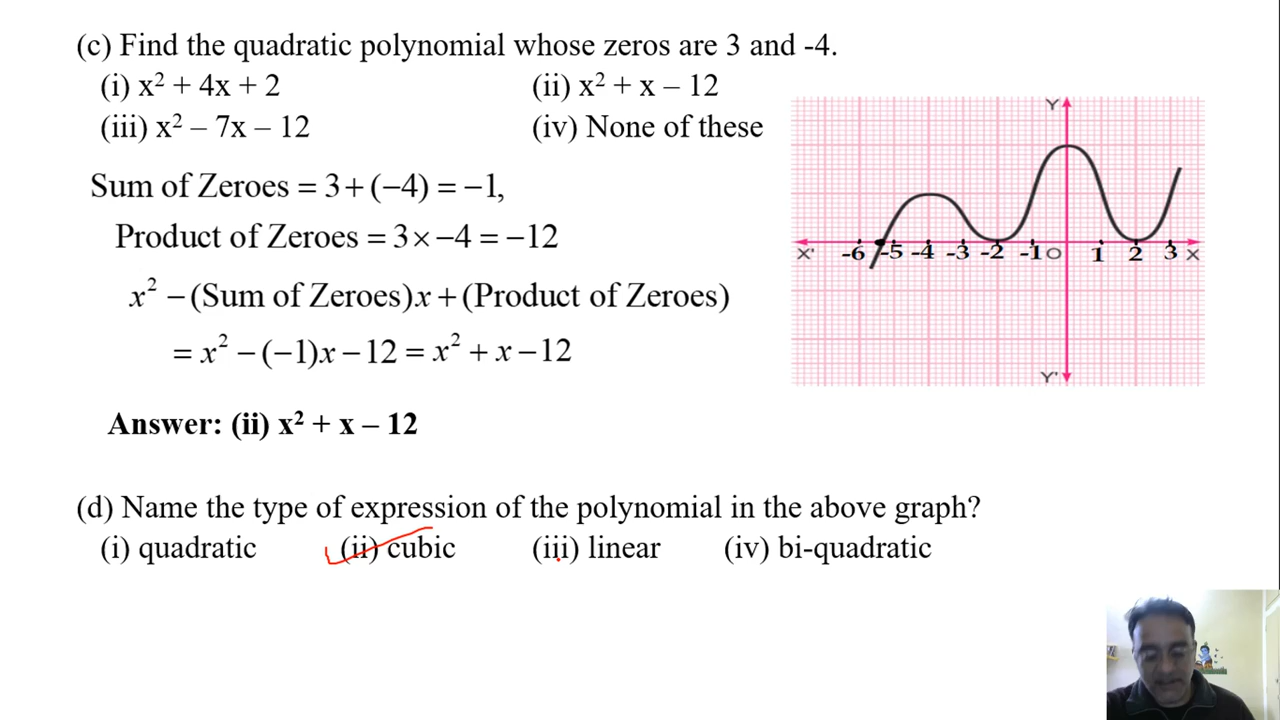 (c) Find the quadratic polynomial whose zeros are 3 and -4.
(i) x² + 4x + 2 (ii) x² + x – 12
(iii) x² – 7x – 12 (iv) None of these
Sum of Zeroes = 3 + (−4) = −1,
Product of Zeroes = 3 × −4 = −12
x² − (Sum of Zeroes)x + (Product of Zeroes)
= x² − (−1)x − 12 = x² + x − 12
Answer: (ii) x² + x – 12
Y
X' -6 -5 -4 -3 -2 -1 O 1 2 3 X
Y'
(d) Name the type of expression of the polynomial in the above graph?
(i) quadratic (ii) cubic (iii) linear (iv) bi-quadratic